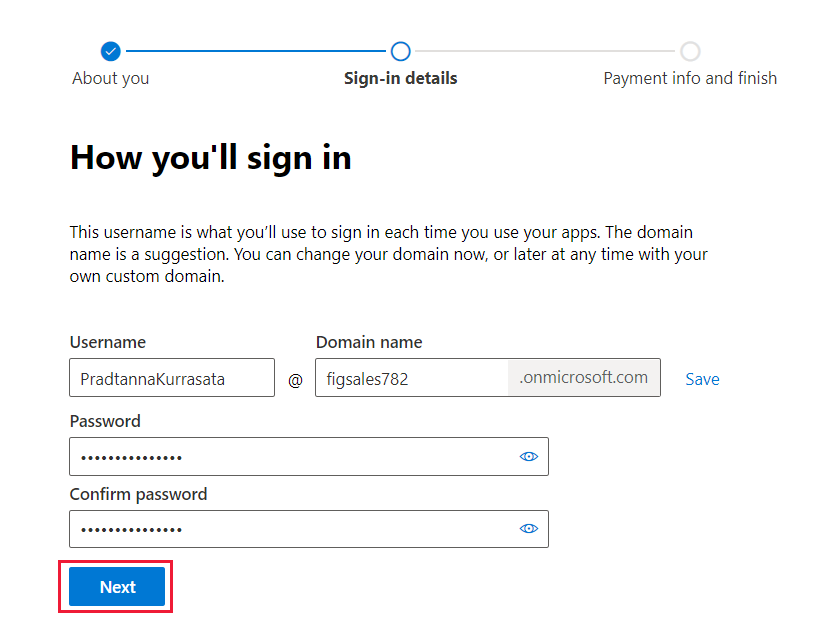 About you
Sign-in details
Payment info and finish
How you'll sign in
This username is what you’ll use to sign in each time you use your apps. The domain
name is a suggestion. You can change your domain now, or later at any time with your
own custom domain.
Username
Domain name
PradtannaKurrasata @ figsales782 .onmicrosoft.com Save
Password
•••••••••••••••
Confirm password
•••••••••••••••
Next